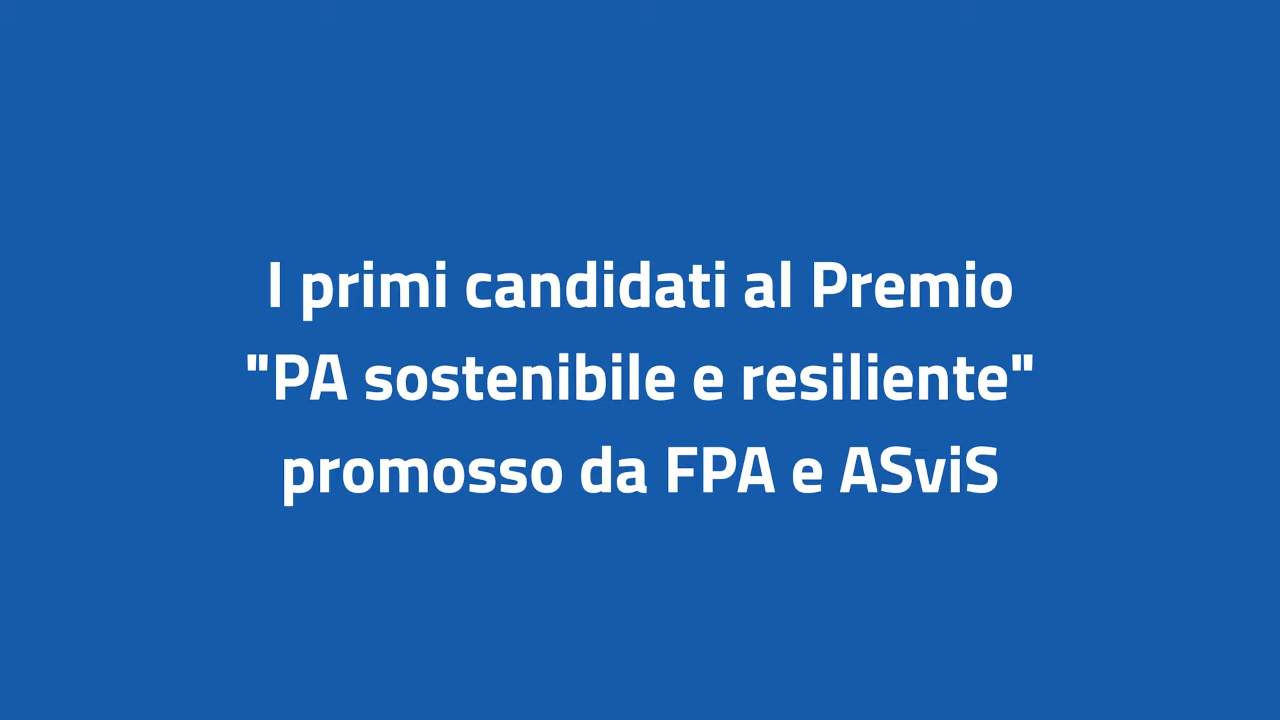 I primi candidati al Premio
"PA sostenibile e resiliente"
promosso da FPA e ASviS